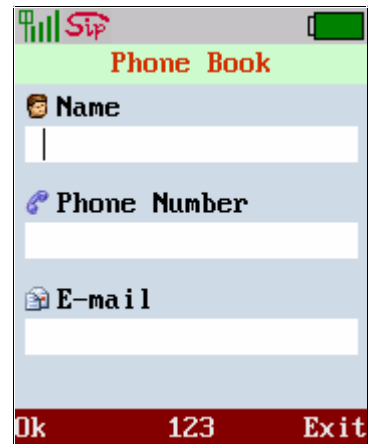 Sip
Phone Book
Name
Phone Number
E-mail
Ok 123 Exit